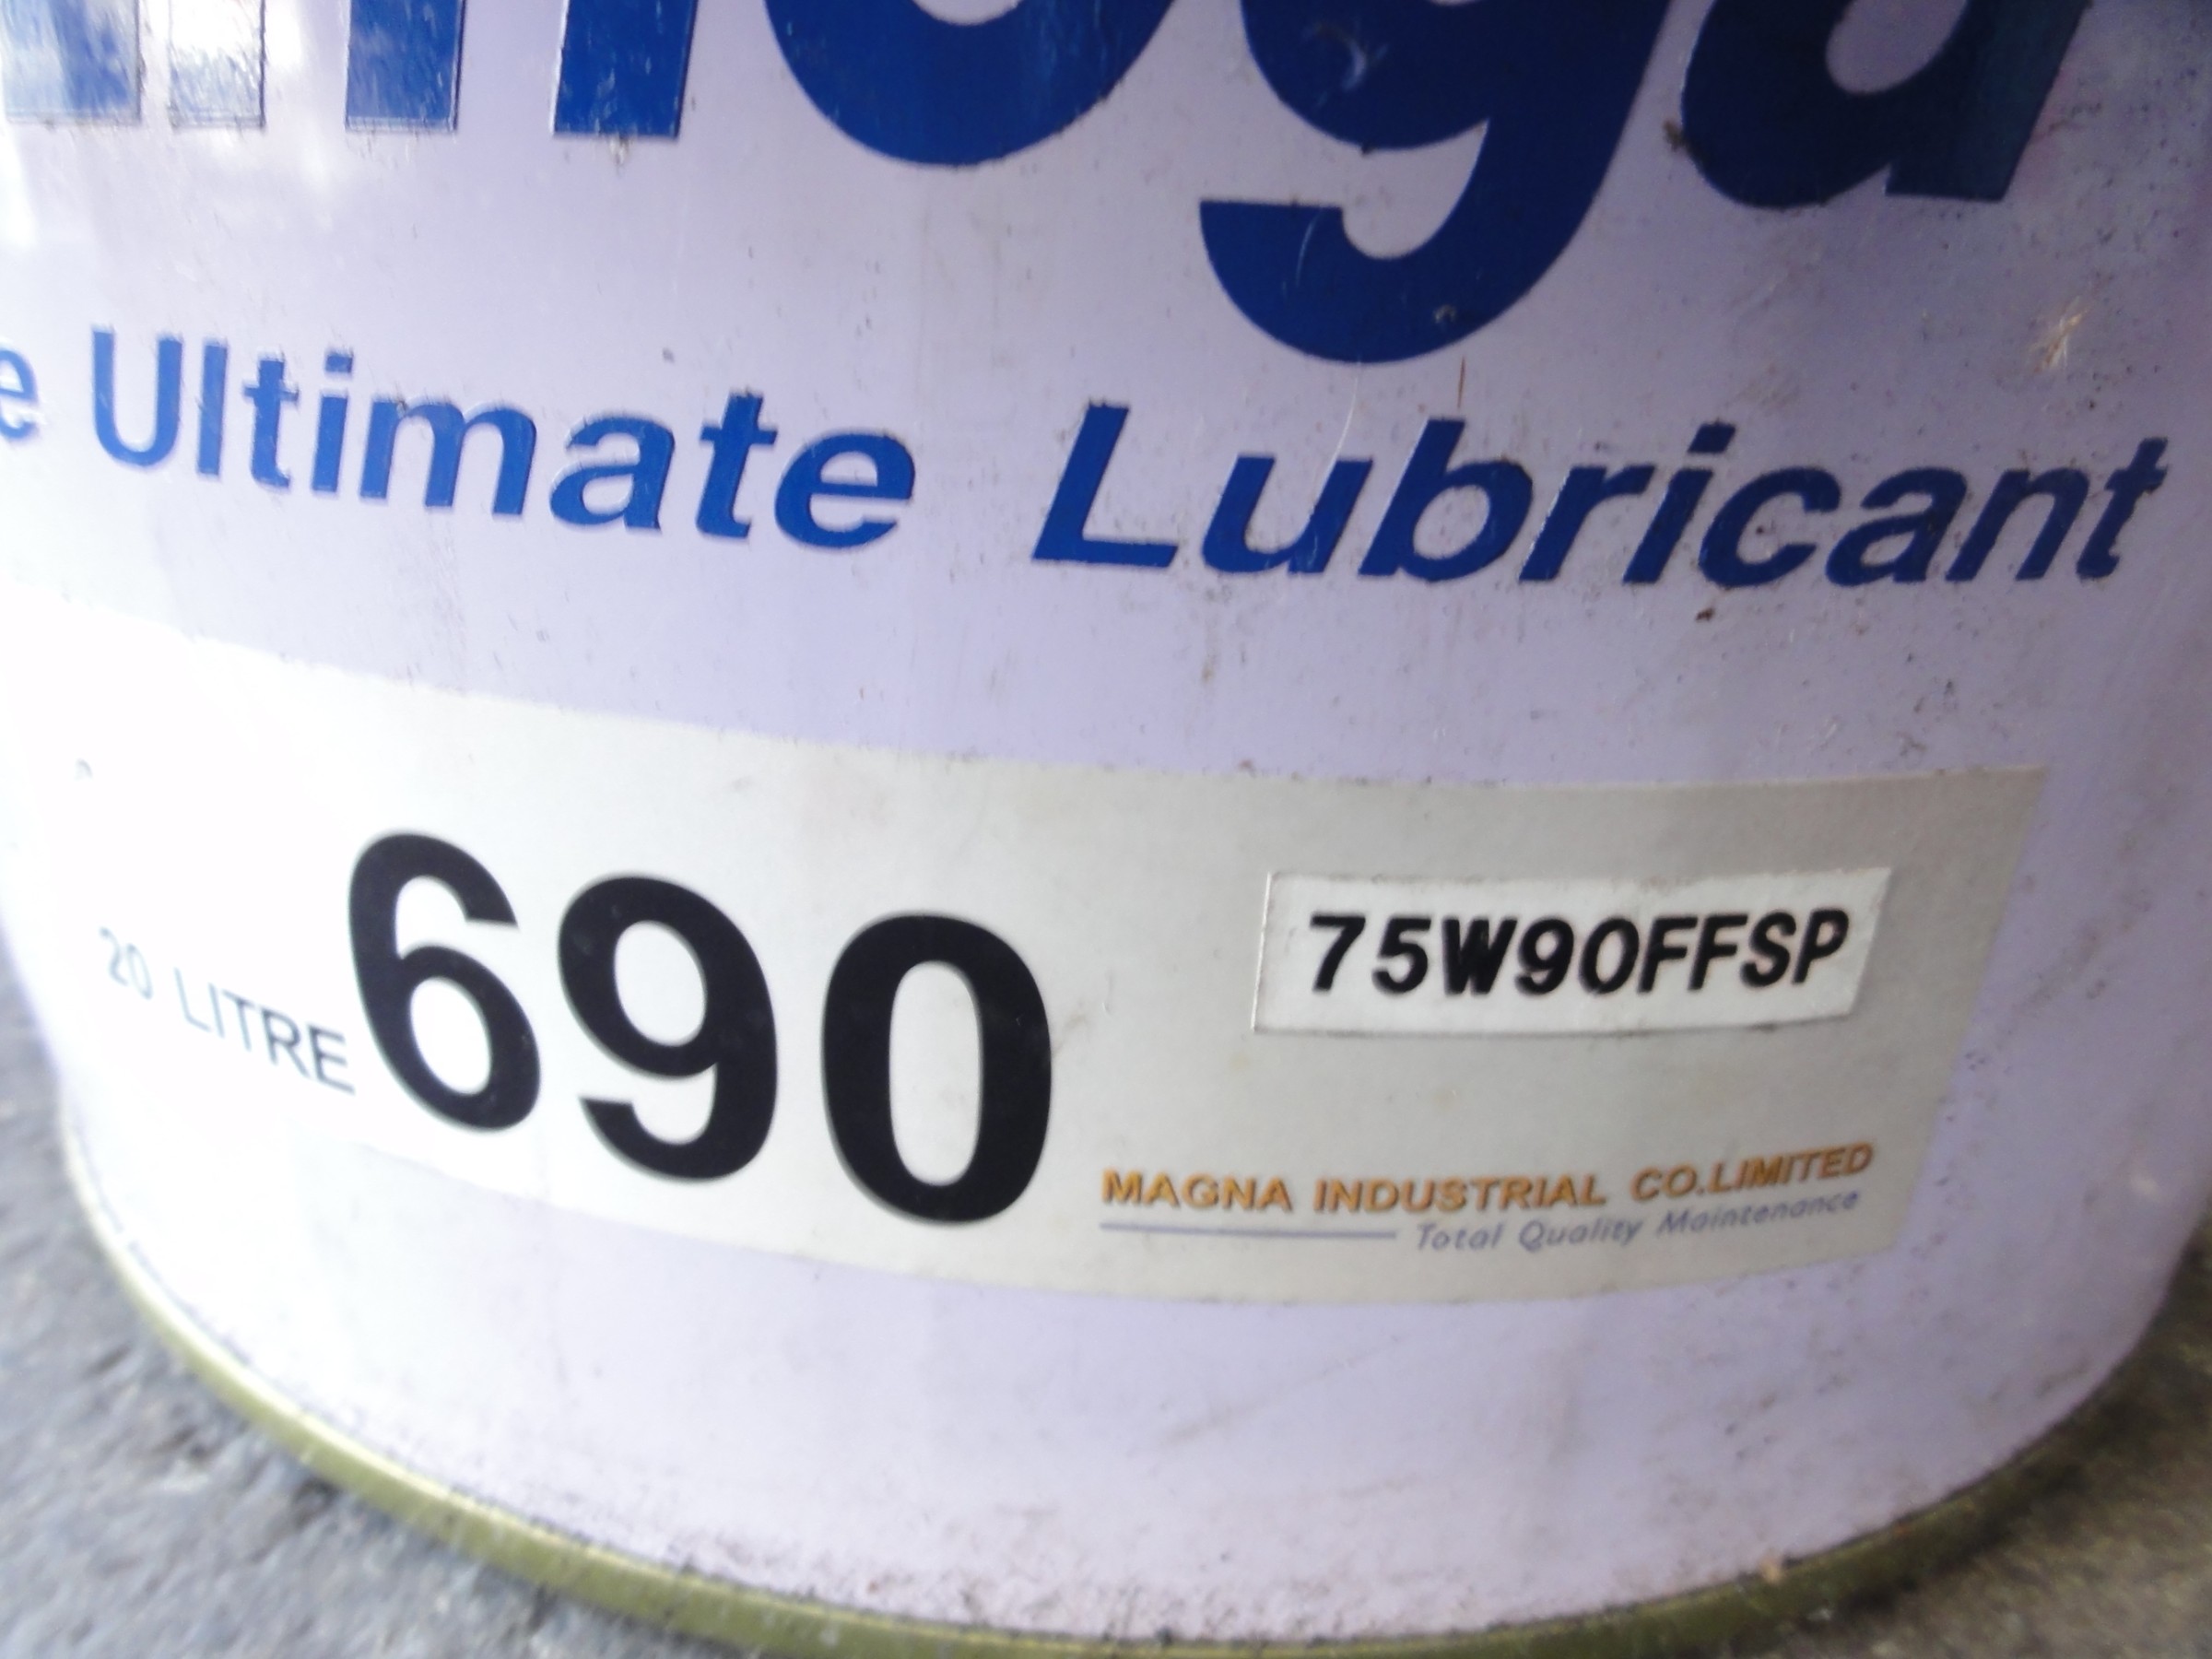 Ultimate Lubricant
20 LITRE 690 75W90FFSP
MAGNA INDUSTRIAL CO.LIMITED
Total Quality Maintenance